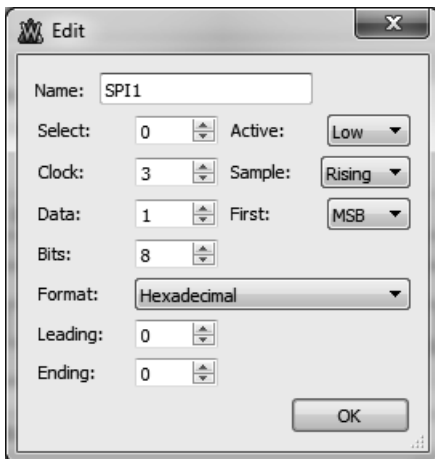 Edit
Name: SPI1
Select: 0 Active: Low
Clock: 3 Sample: Rising
Data: 1 First: MSB
Bits: 8
Format: Hexadecimal
Leading: 0
Ending: 0
OK